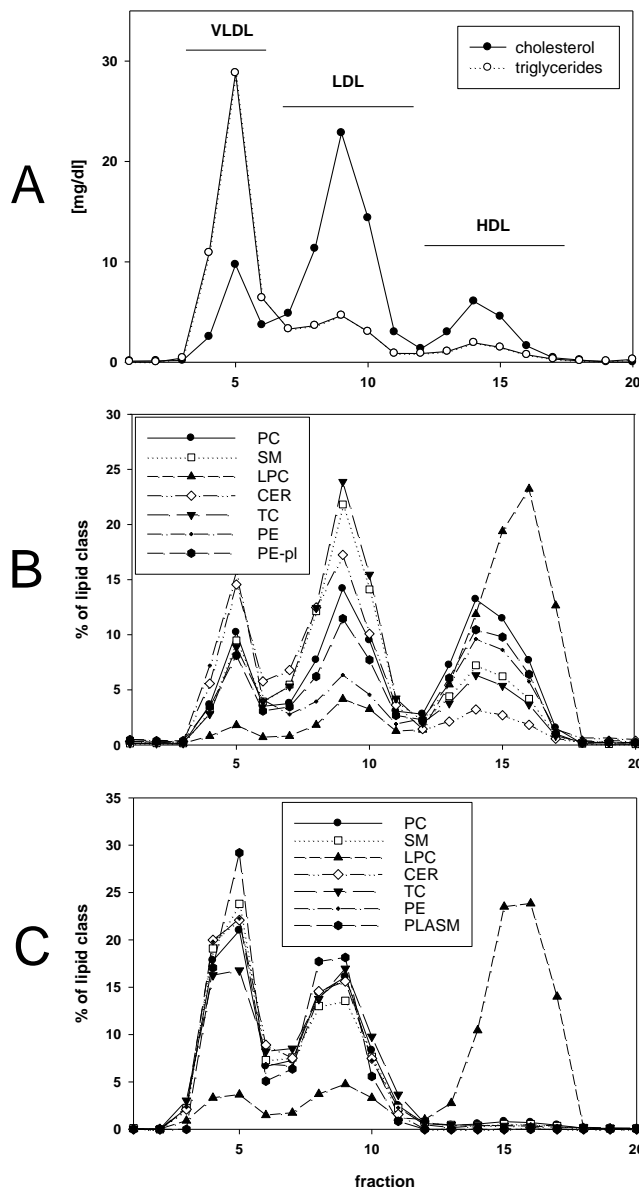 A
VLDL
LDL
HDL
cholesterol
triglycerides
[mg/dl]
30
20
10
0
5
10
15
20
B
PC
SM
LPC
CER
TC
PE
PE-pl
% of lipid class
30
25
20
15
10
5
0
5
10
15
20
C
PC
SM
LPC
CER
TC
PE
PLASM
% of lipid class
35
30
25
20
15
10
5
0
5
10
15
20
fraction